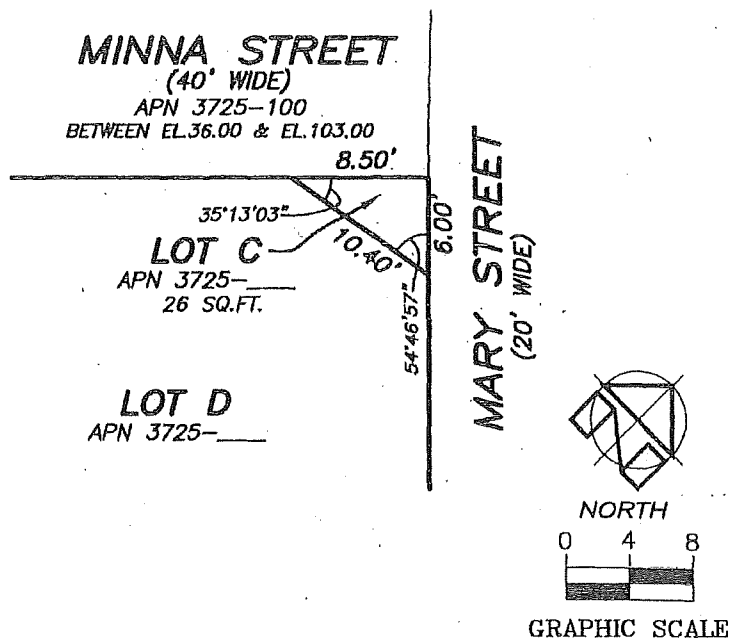 MINNA STREET
(40' WIDE)
APN 3725-100
BETWEEN EL.36.00 & EL.103.00
8.50'
35°13'03"
10.40'
6.00'
54°46'57"
LOT C
APN 3725-___
26 SQ.FT.
MARY STREET
(20' WIDE)
LOT D
APN 3725-___
NORTH
0 4 8
GRAPHIC SCALE